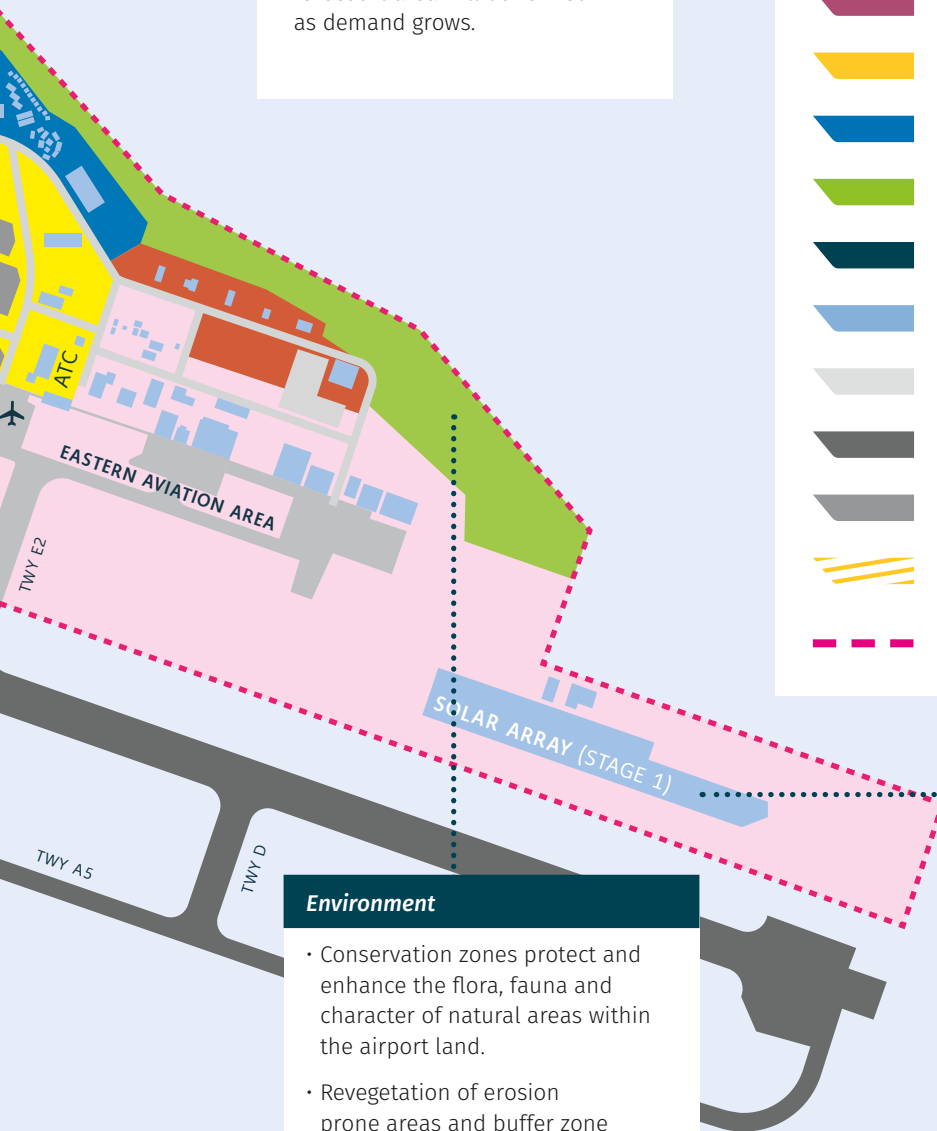 as demand grows.
ATC
EASTERN AVIATION AREA
TWY E2
SOLAR ARRAY (STAGE 1)
TWY A5
TWY D
Environment
· Conservation zones protect and
enhance the flora, fauna and
character of natural areas within
the airport land.
· Revegetation of erosion
prone areas and buffer zone